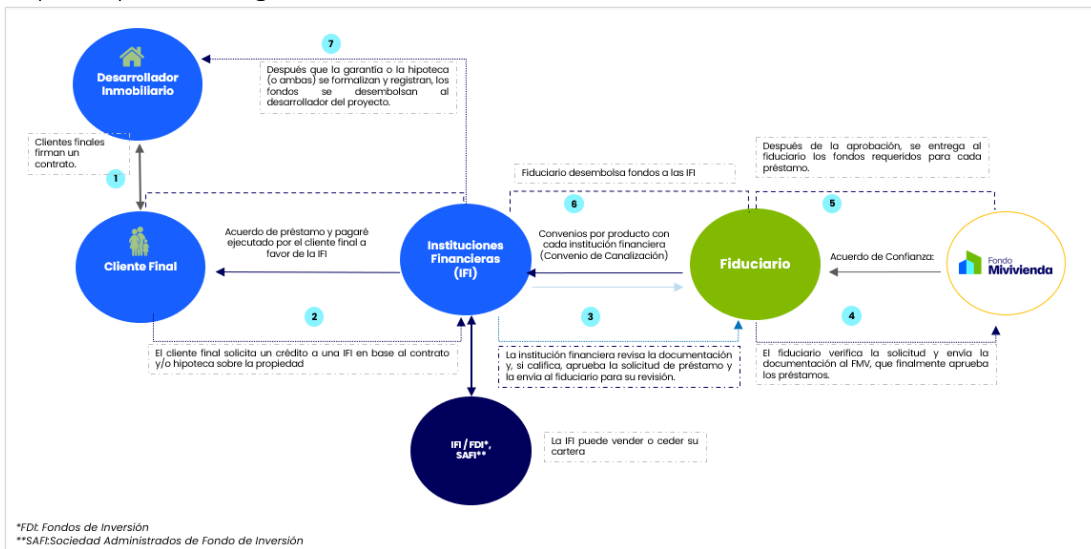 7
Desarrollador
Inmobiliario
Después que la garantía o la hipoteca
(o ambas) se formalizan y registran, los
fondos se desembolsan al
desarrollador del proyecto.
Clientes finales
firman un
contrato.
1
Después de la aprobación, se entrega al
fiduciario los fondos requeridos para cada
préstamo.
Fiduciario desembolsa fondos a las IFI
6
5
Cliente Final
Acuerdo de préstamo y pagaré
ejecutado por el cliente final a
favor de la IFI
Instituciones
Financieras
(IFI)
Convenios por producto con
cada institución financiera
(Convenio de Canalización)
Fiduciario
Acuerdo de Confianza:
Fondo
Mivivienda
2
3
4
El cliente final solicita un crédito a una IFI en base al contrato
y/o hipoteca sobre la propiedad
La institución financiera revisa la documentación
y, si califica, aprueba la solicitud de préstamo y
la envía al fiduciario para su revisión.
El fiduciario verifica la solicitud y envía la
documentación al FMV, que finalmente aprueba
los préstamos.
IFI / FDI*,
SAFI**
La IFI puede vender o ceder su
cartera
*FDI: Fondos de Inversión
**SAFI:Sociedad Administrados de Fondo de Inversión